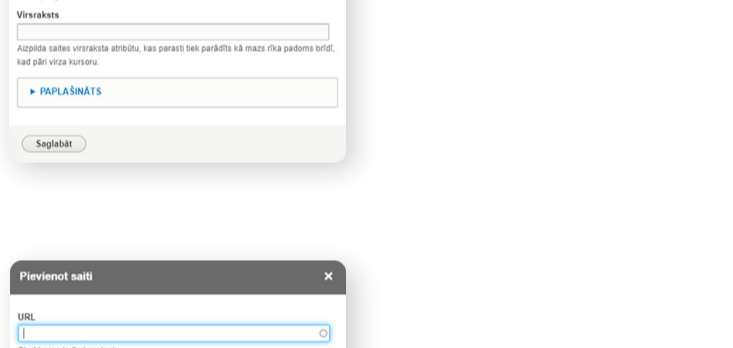 Virsraksts
Aizpilda saites virsraksta atribūtu, kas parasti tiek parādīts kā mazs rīka padoms brīdī,
kad pāri virza kursoru.
► PAPLAŠINĀTS
Saglabāt
Pievienot saiti ×
URL